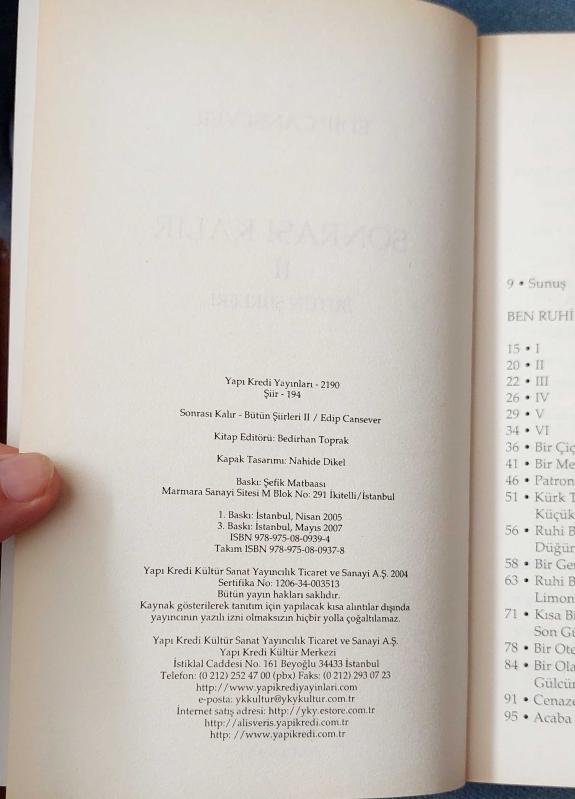 Yapı Kredi Yayınları - 2190
Şiir - 194
Sonrası Kalır - Bütün Şiirleri II / Edip Cansever
Kitap Editörü: Bedirhan Toprak
Kapak Tasarımı: Nahide Dikel
Baskı: Şefik Matbaası
Marmara Sanayi Sitesi M Blok No: 291 İkitelli/İstanbul
1. Baskı: İstanbul, Nisan 2005
3. Baskı: İstanbul, Mayıs 2007
ISBN 978-975-08-0939-4
Takım ISBN 978-975-08-0937-8
Yapı Kredi Kültür Sanat Yayıncılık Ticaret ve Sanayi A.Ş. 2004
Sertifika No: 1206-34-003513
Bütün yayın hakları saklıdır.
Kaynak gösterilerek tanıtım için yapılacak kısa alıntılar dışında
yayıncının yazılı izni olmaksızın hiçbir yolla çoğaltılamaz.
Yapı Kredi Kültür Sanat Yayıncılık Ticaret ve Sanayi A.Ş.
Yapı Kredi Kültür Merkezi
İstiklal Caddesi No. 161 Beyoğlu 34433 İstanbul
Telefon: (0 212) 252 47 00 (pbx) Faks: (0 212) 293 07 23
http://www.yapikrediyayinlari.com
e-posta: ykkultur@ykykultur.com.tr
İnternet satış adresi: http://yky.estore.com.tr
http://alisveris.yapikredi.com.tr
http: //www.yapikredi.com.tr
9 • Sunuş
BEN RUHİ
15 • I
20 • II
22 • III
26 • IV
29 • V
34 • VI
36 • Bir Çiç
41 • Bir Me
46 • Patron
51 • Kürk T
Küçük
56 • Ruhi B
Düğün
58 • Bir Ger
63 • Ruhi B
Limon
71 • Kısa Bi
Son Gü
78 • Bir Ote
84 • Bir Ola
Gülcü
91 • Cenaze
95 • Acaba